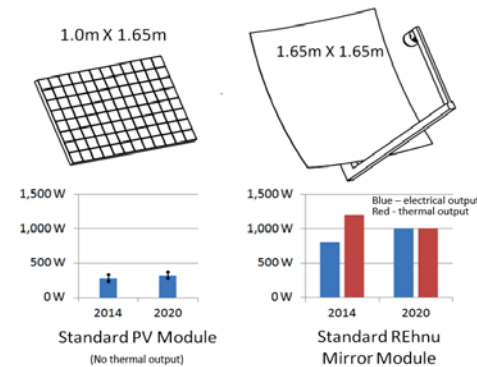 1.0m X 1.65m
1.65m X 1.65m
1,500 W
1,000 W
500 W
0 W
2014
2020
Standard PV Module
(No thermal output)
1,500 W
1,000 W
500 W
0 W
Blue – electrical output
Red - thermal output
2014
2020
Standard REhnu
Mirror Module